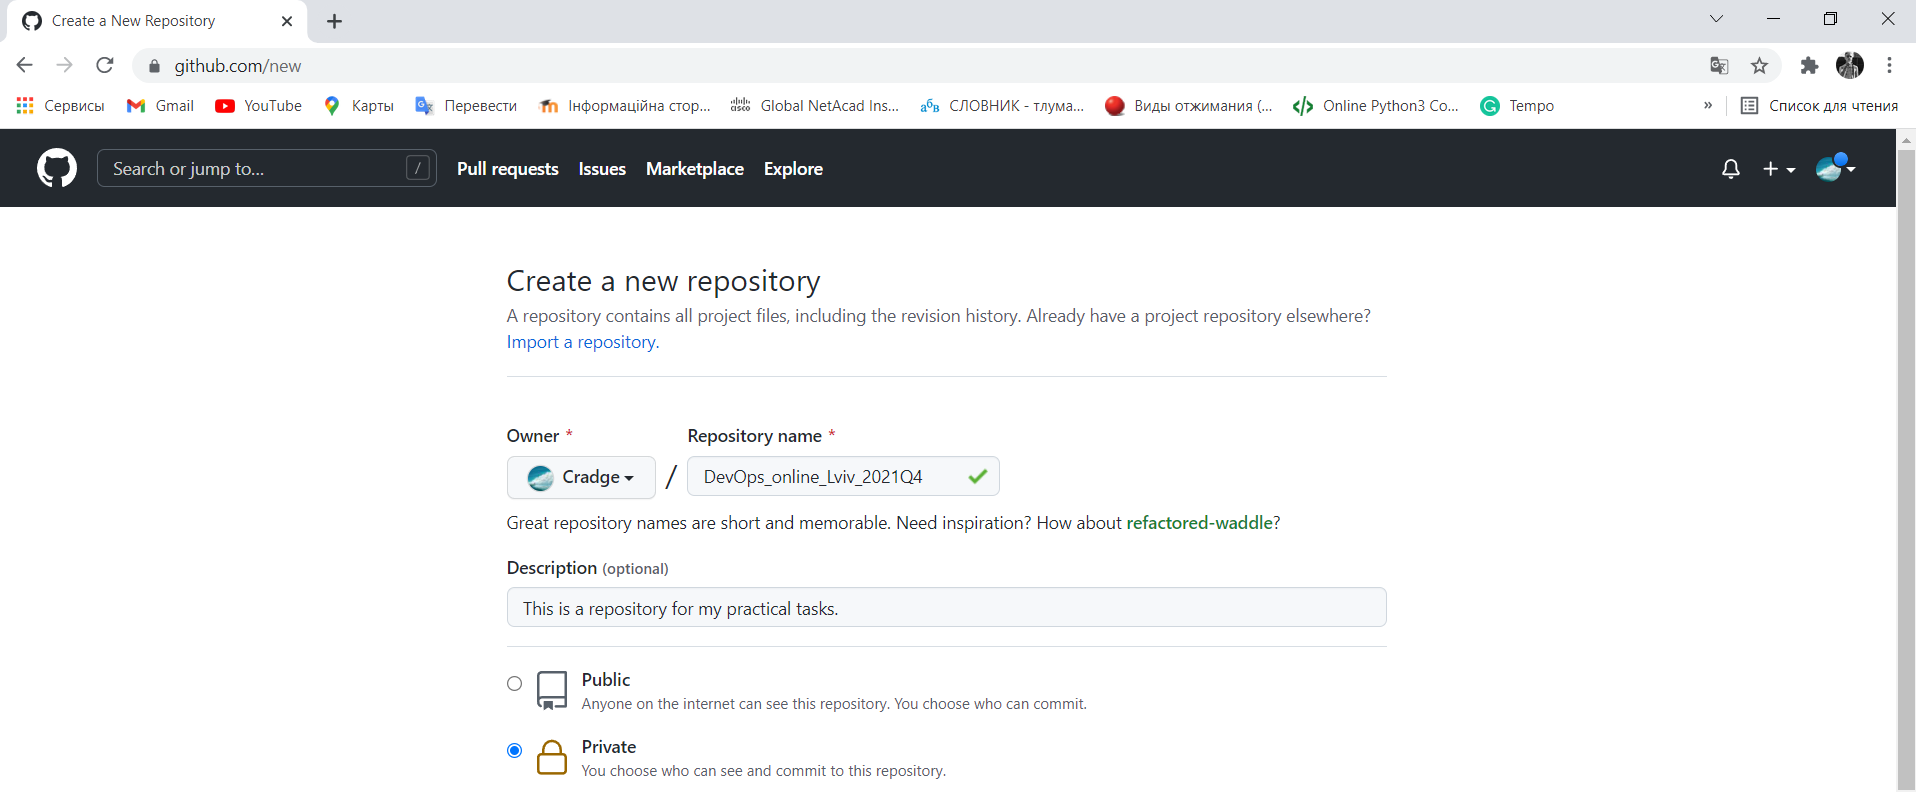 Create a New Repository
github.com/new
Сервисы Gmail YouTube Карты Перевести Інформаційна стор... Global NetAcad Ins... СЛОВНИК - тлума... Виды отжимания (... Online Python3 Co... Tempo » Список для чтения
Search or jump to... / Pull requests Issues Marketplace Explore
Create a new repository
A repository contains all project files, including the revision history. Already have a project repository elsewhere?
Import a repository.
Owner * Repository name *
Cradge / DevOps_online_Lviv_2021Q4
Great repository names are short and memorable. Need inspiration? How about refactored-waddle?
Description (optional)
This is a repository for my practical tasks.
Public
Anyone on the internet can see this repository. You choose who can commit.
Private
You choose who can see and commit to this repository.